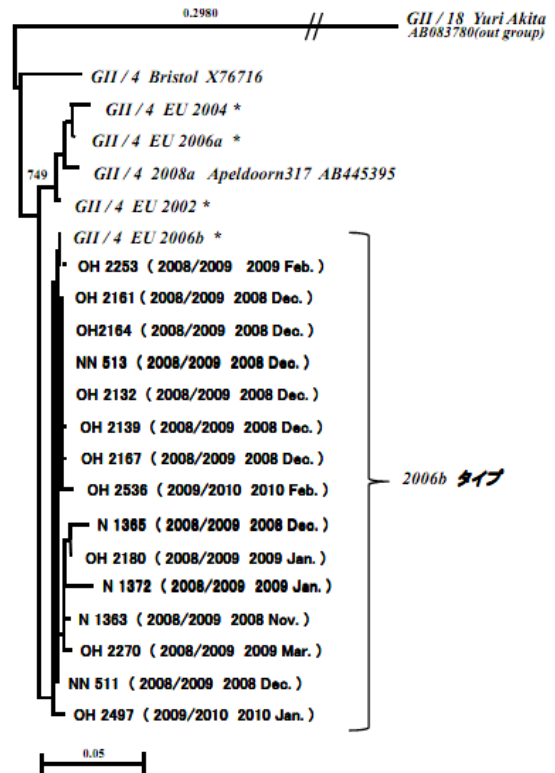 0.2980
GII / 18 Yuri Akita
AB083780(out group)
GII / 4 Bristol X76716
GII / 4 EU 2004 *
GII / 4 EU 2006a *
749
GII / 4 2008a Apeldoorn317 AB445395
GII / 4 EU 2002 *
GII / 4 EU 2006b *
OH 2253 ( 2008/2009 2009 Feb. )
OH 2161 ( 2008/2009 2008 Dec. )
OH2164 ( 2008/2009 2008 Dec. )
NN 513 ( 2008/2009 2008 Dec. )
OH 2132 ( 2008/2009 2008 Dec. )
OH 2139 ( 2008/2009 2008 Dec. )
OH 2167 ( 2008/2009 2008 Dec. )
OH 2536 ( 2009/2010 2010 Feb. )
2006b タイプ
N 1365 ( 2008/2009 2008 Dec. )
OH 2180 ( 2008/2009 2009 Jan. )
N 1372 ( 2008/2009 2009 Jan. )
N 1363 ( 2008/2009 2008 Nov. )
OH 2270 ( 2008/2009 2009 Mar. )
NN 511 ( 2008/2009 2008 Dec. )
OH 2497 ( 2009/2010 2010 Jan. )
0.05